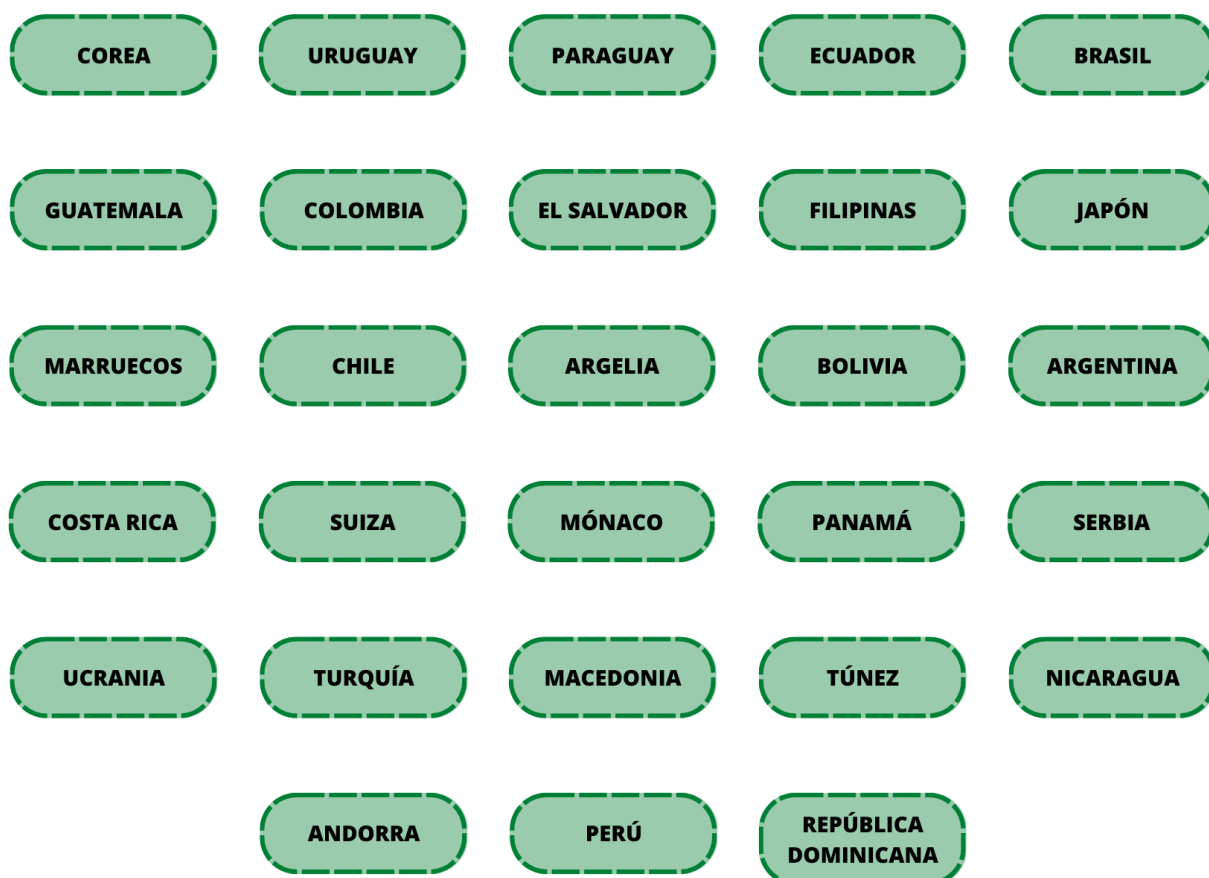 COREA
URUGUAY
PARAGUAY
ECUADOR
BRASIL
GUATEMALA
COLOMBIA
EL SALVADOR
FILIPINAS
JAPÓN
MARRUECOS
CHILE
ARGELIA
BOLIVIA
ARGENTINA
COSTA RICA
SUIZA
MÓNACO
PANAMÁ
SERBIA
UCRANIA
TURQUÍA
MACEDONIA
TÚNEZ
NICARAGUA
ANDORRA
PERÚ
REPÚBLICA
DOMINICANA